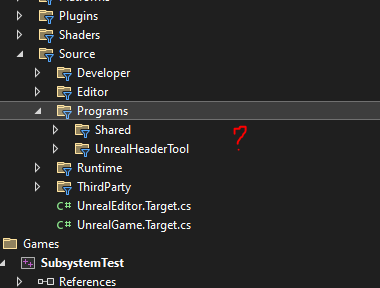 Plugins
Shaders
Source
Developer
Editor
Programs
Shared
?
UnrealHeaderTool
Runtime
ThirdParty
C# UnrealEditor.Target.cs
C# UnrealGame.Target.cs
Games
SubsystemTest
References